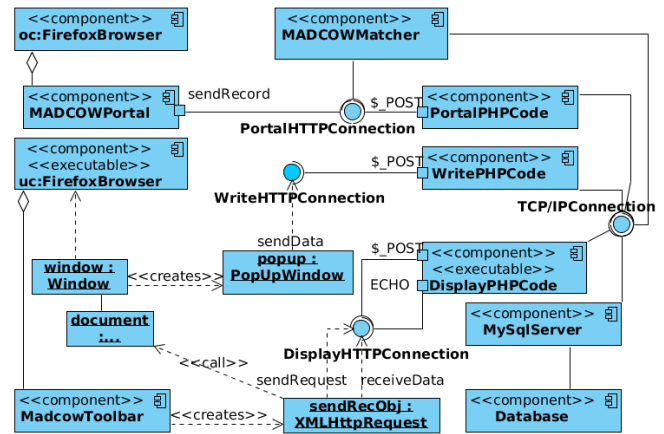 <<component>>
oc:FirefoxBrowser
<<component>>
MADCOWMatcher
<<component>>
MADCOWPortal
sendRecord
PortalHTTPConnection
$_POST
<<component>>
PortalPHPCode
<<component>>
<<executable>>
uc:FirefoxBrowser
WriteHTTPConnection
$_POST
<<component>>
WritePHPCode
TCP/IPConnection
sendData
window :
Window
<<creates>>
popup :
PopUpWindow
$_POST
ECHO
<<component>>
<<executable>>
DisplayPHPCode
document
:...
DisplayHTTPConnection
<<component>>
MySqlServer
<<call>>
sendRequest
receiveData
<<component>>
MadcowToolbar
<<creates>>
sendRecObj :
XMLHttpRequest
<<component>>
Database